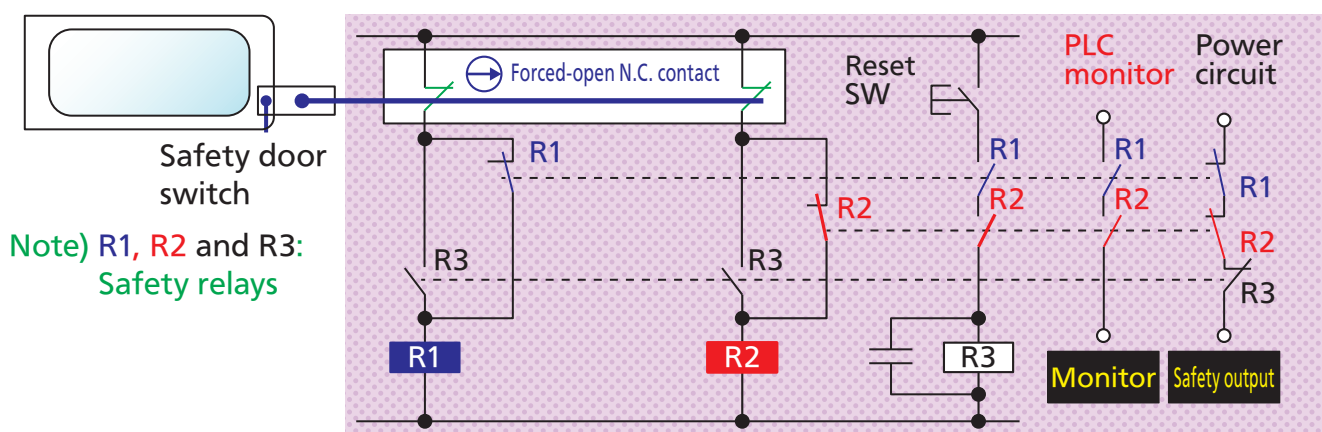 Safety door
switch
Note) R1, R2 and R3:
Safety relays
Forced-open N.C. contact
Reset
SW
PLC
monitor
Power
circuit
R1
R1
R1
R1
R2
R2
R2
R2
R3
R3
R3
R1
R2
R3
Monitor
Safety output